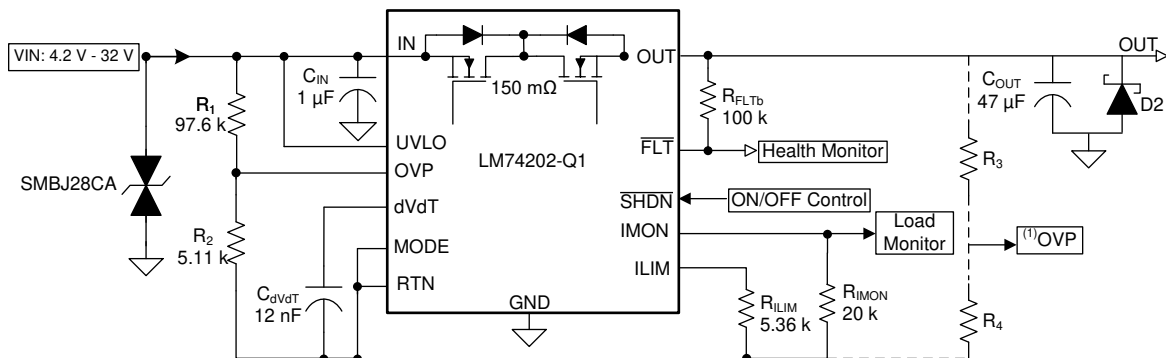 VIN: 4.2 V - 32 V
SMBJ28CA
R1
97.6 k
R2
5.11 k
CIN
1 µF
CdVdT
12 nF
IN
UVLO
OVP
dVdT
MODE
RTN
150 mΩ
LM74202-Q1
GND
OUT
FLT
SHDN
IMON
ILIM
RFLTb
100 k
Health Monitor
ON/OFF Control
Load
Monitor
RILIM
5.36 k
RIMON
20 k
COUT
47 µF
OUT
D2
R3
(1)OVP
R4